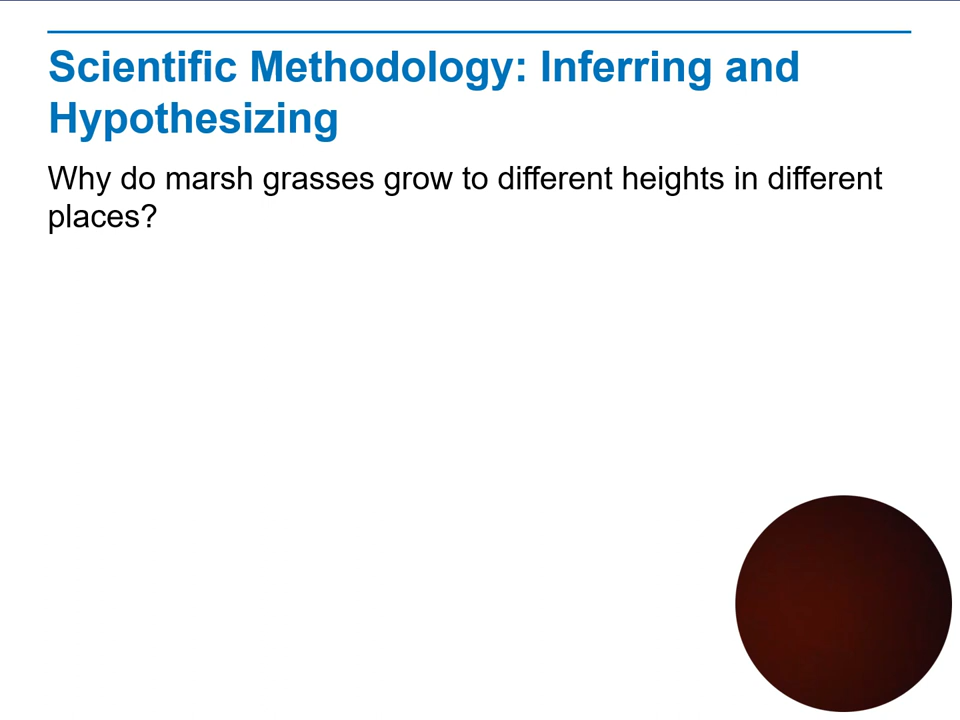 Scientific Methodology: Inferring and
Hypothesizing
Why do marsh grasses grow to different heights in different
places?